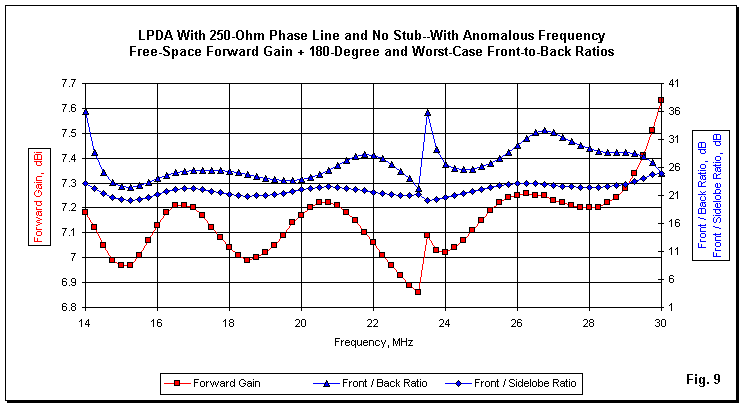 LPDA With 250-Ohm Phase Line and No Stub--With Anomalous Frequency
Free-Space Forward Gain + 180-Degree and Worst-Case Front-to-Back Ratios
7.7
7.6
7.5
7.4
7.3
7.2
7.1
7
6.9
6.8
Forward Gain, dBi
41
36
31
26
21
16
11
6
1
Front / Back Ratio, dB
Front / Sidelobe Ratio, dB
14 16 18 20 22 24 26 28 30
Frequency, MHz
Forward Gain Front / Back Ratio Front / Sidelobe Ratio
Fig. 9